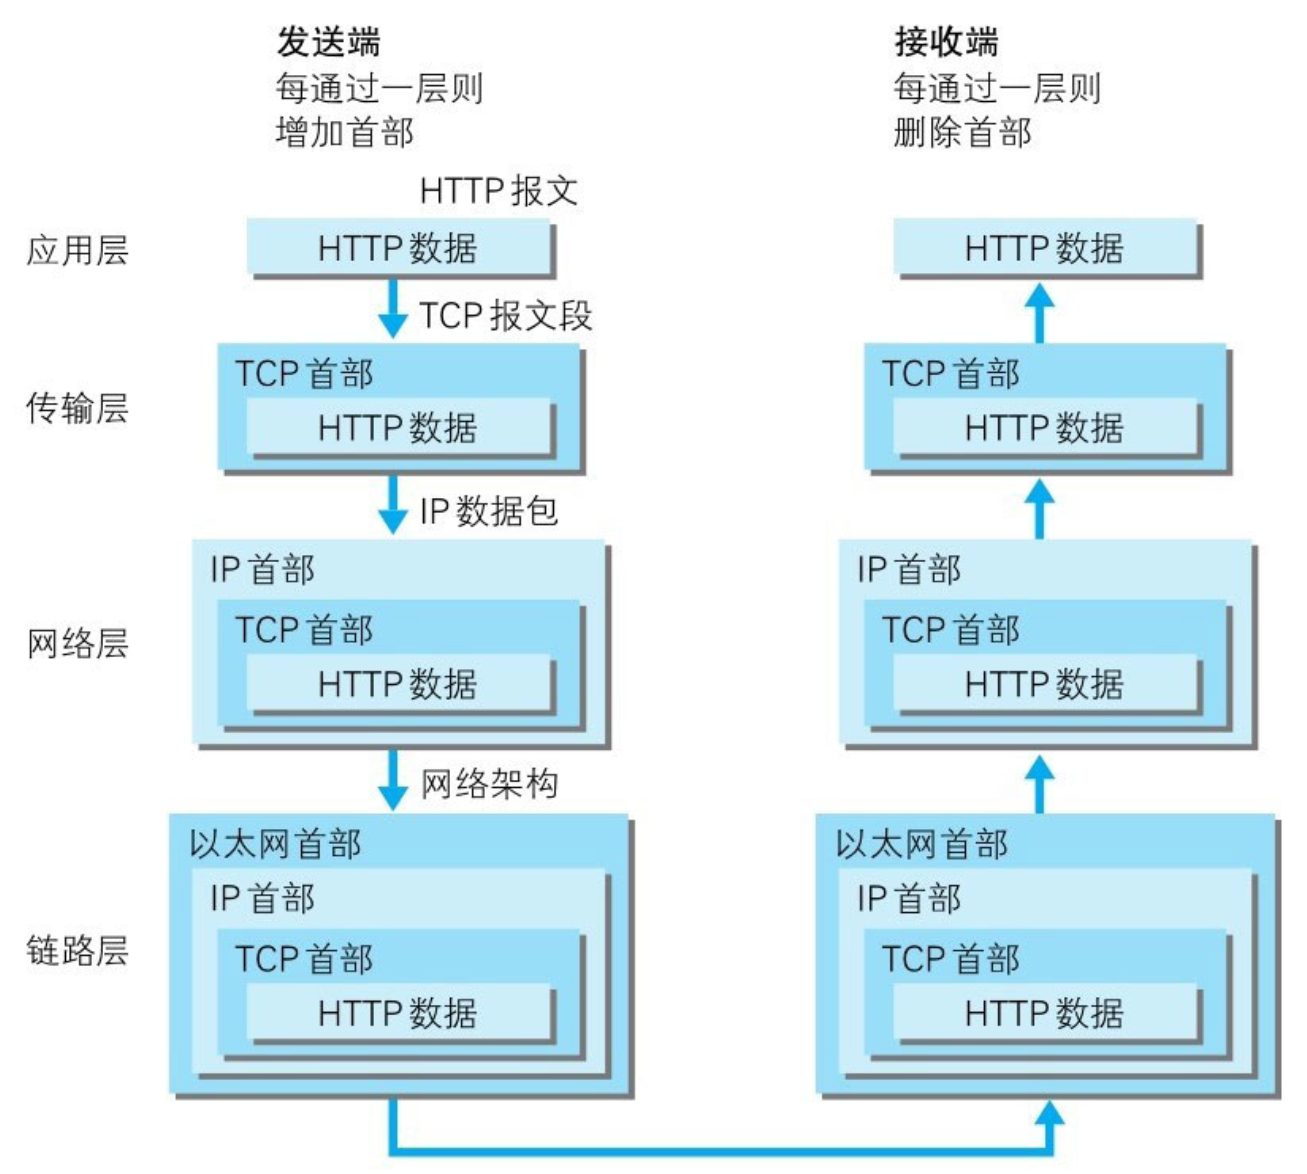 发送端
每通过一层则
增加首部
接收端
每通过一层则
删除首部
HTTP 报文
应用层
HTTP 数据
HTTP 数据
TCP 报文段
传输层
TCP 首部
HTTP 数据
TCP 首部
HTTP 数据
IP 数据包
网络层
IP 首部
TCP 首部
HTTP 数据
IP 首部
TCP 首部
HTTP 数据
网络架构
链路层
以太网首部
IP 首部
TCP 首部
HTTP 数据
以太网首部
IP 首部
TCP 首部
HTTP 数据